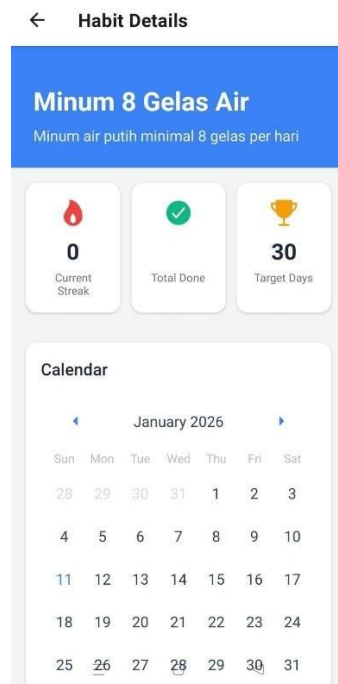 Habit Details
Minum 8 Gelas Air
Minum air putih minimal 8 gelas per hari
0 30
Current Streak Total Done Target Days
Calendar
January 2026
Sun Mon Tue Wed Thu Fri Sat
28 29 30 31 1 2 3
4 5 6 7 8 9 10
11 12 13 14 15 16 17
18 19 20 21 22 23 24
25 26 27 28 29 30 31